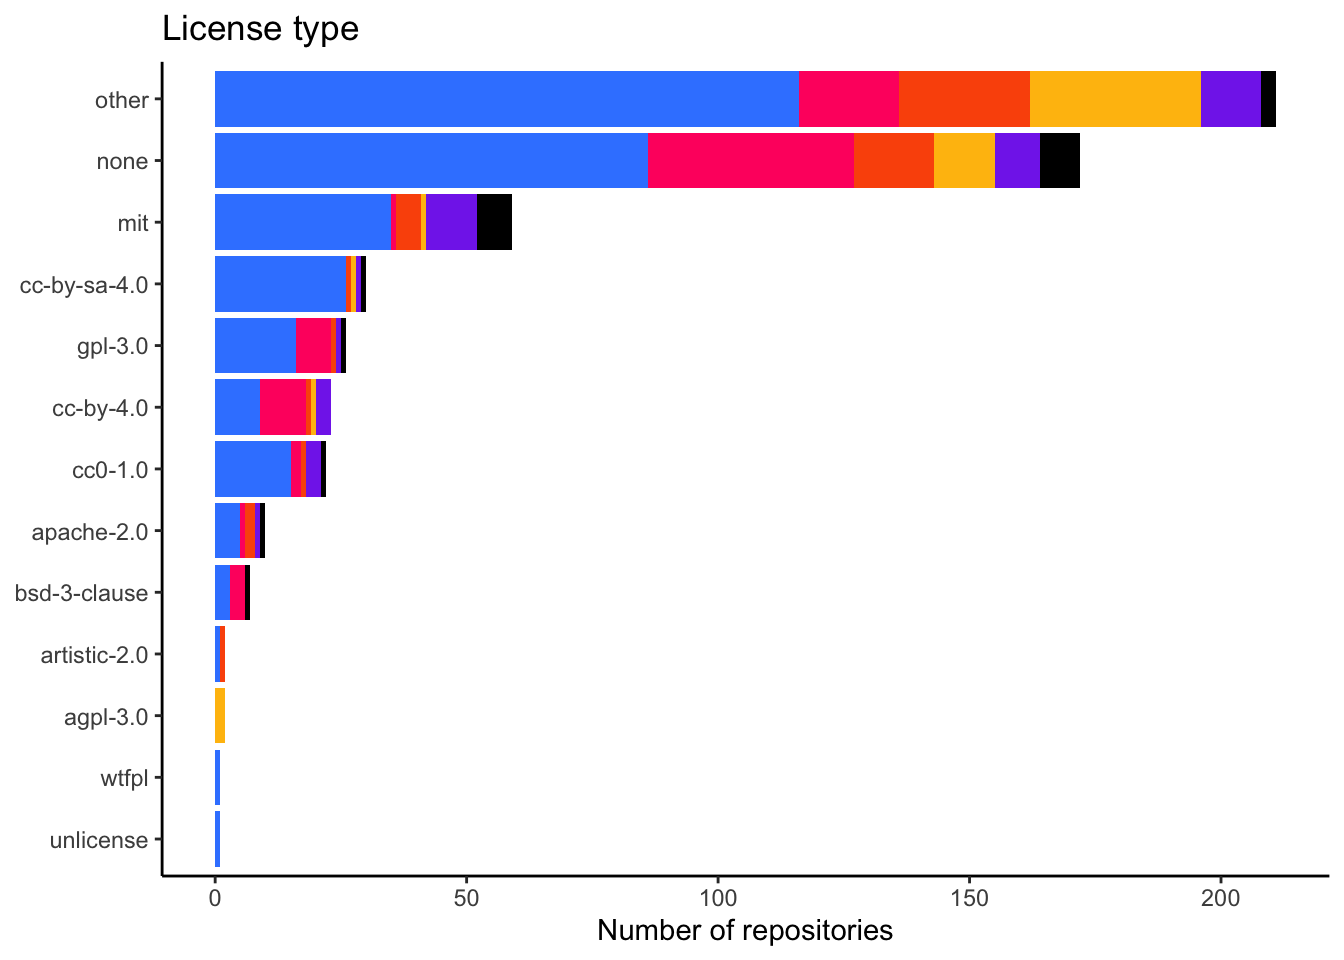 License type
other
none
mit
cc-by-sa-4.0
gpl-3.0
cc-by-4.0
cc0-1.0
apache-2.0
bsd-3-clause
artistic-2.0
agpl-3.0
wtfpl
unlicense
0 50 100 150 200
Number of repositories